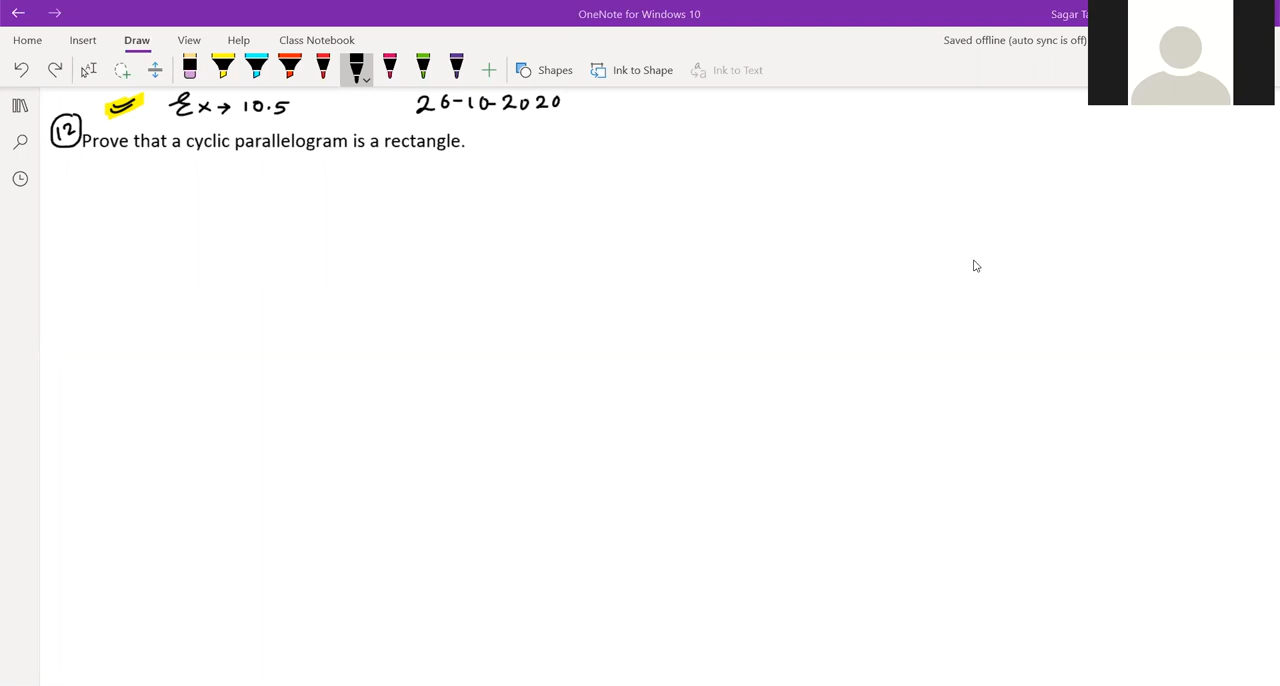 OneNote for Windows 10
Sagar Ta
Home Insert Draw View Help Class Notebook
Saved offline (auto sync is off)
Shapes Ink to Shape Ink to Text
Ex → 10.5 26-10-2020
12 Prove that a cyclic parallelogram is a rectangle.